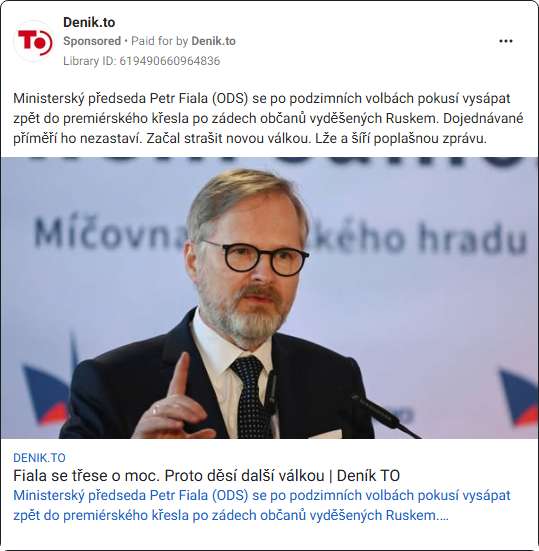 Denik.to
Sponsored • Paid for by Denik.to
Library ID: 619490660964836
Ministerský předseda Petr Fiala (ODS) se po podzimních volbách pokusí vysápat
zpět do premiérského křesla po zádech občanů vyděšených Ruskem. Dojednávané
příměří ho nezastaví. Začal strašit novou válkou. Lže a šíří poplašnou zprávu.
Míčovna kého hradu
DENIK.TO
Fiala se třese o moc. Proto děsí další válkou | Deník TO
Ministerský předseda Petr Fiala (ODS) se po podzimních volbách pokusí vysápat
zpět do premiérského křesla po zádech občanů vyděšených Ruskem....